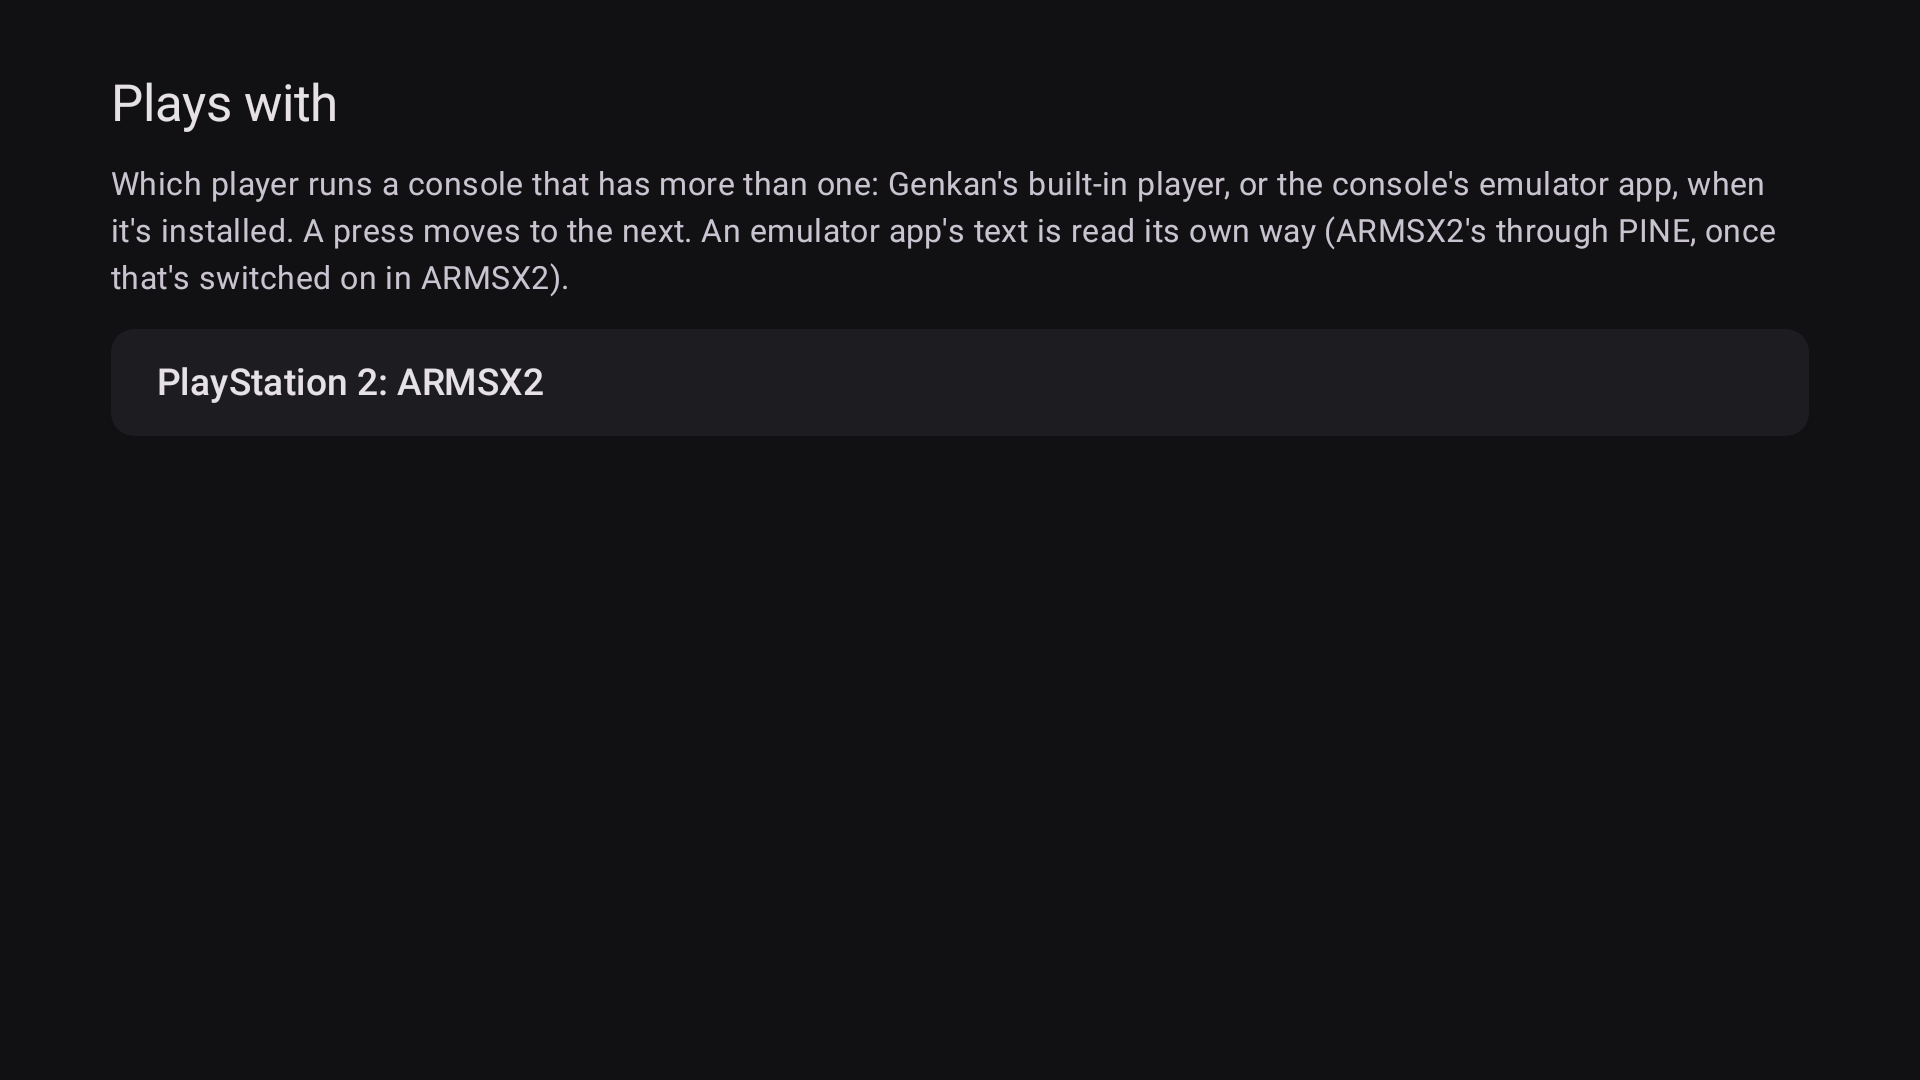 Plays with
Which player runs a console that has more than one: Genkan's built-in player, or the console's emulator app, when
it's installed. A press moves to the next. An emulator app's text is read its own way (ARMSX2's through PINE, once
that's switched on in ARMSX2).
PlayStation 2: ARMSX2